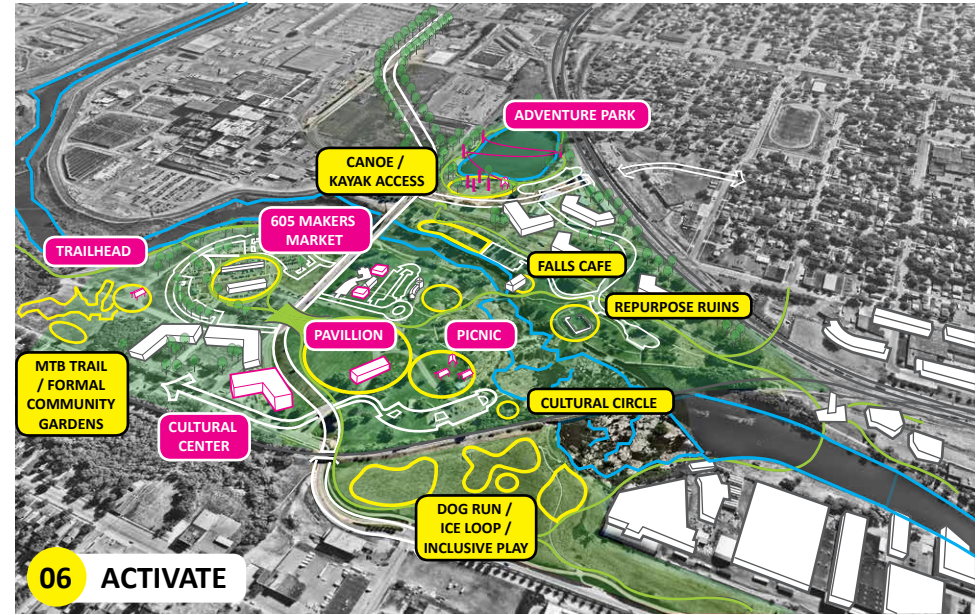 ADVENTURE PARK
CANOE /
KAYAK ACCESS
605 MAKERS
MARKET
TRAILHEAD
FALLS CAFE
REPURPOSE RUINS
PAVILLION
PICNIC
MTB TRAIL
/ FORMAL
COMMUNITY
GARDENS
CULTURAL CIRCLE
CULTURAL
CENTER
DOG RUN /
ICE LOOP /
INCLUSIVE PLAY
06 ACTIVATE